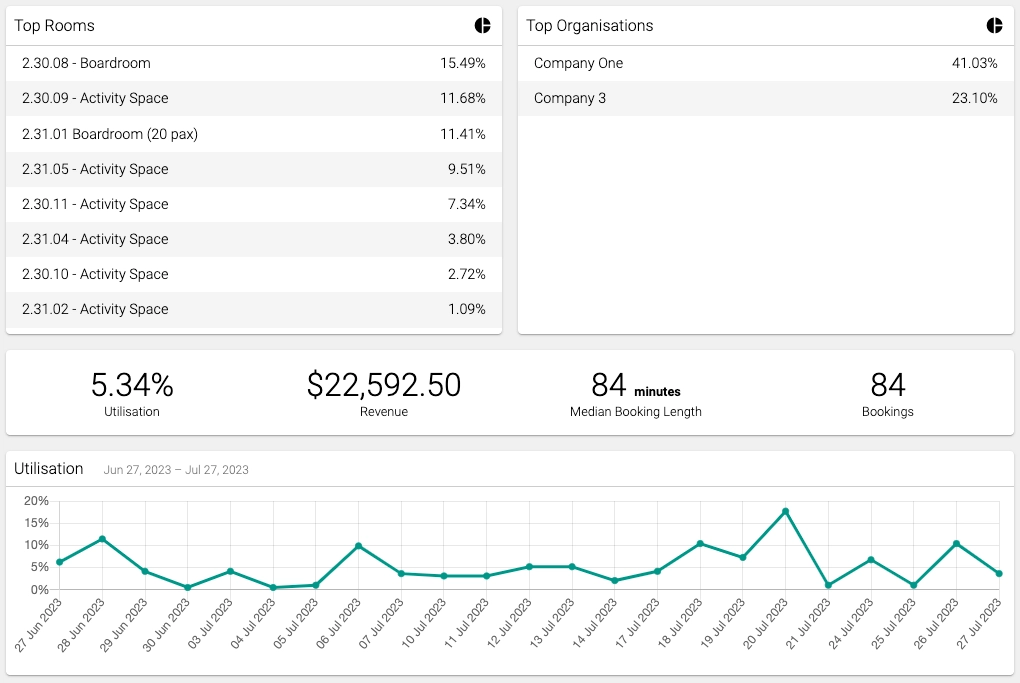 Top Rooms
2.30.08 - Boardroom 15.49%
2.30.09 - Activity Space 11.68%
2.31.01 Boardroom (20 pax) 11.41%
2.31.05 - Activity Space 9.51%
2.30.11 - Activity Space 7.34%
2.31.04 - Activity Space 3.80%
2.30.10 - Activity Space 2.72%
2.31.02 - Activity Space 1.09%
Top Organisations
Company One 41.03%
Company 3 23.10%
5.34%
Utilisation
$22,592.50
Revenue
84 minutes
Median Booking Length
84
Bookings
Utilisation Jun 27, 2023 – Jul 27, 2023
20%
15%
10%
5%
0%
27 Jun 2023
28 Jun 2023
29 Jun 2023
30 Jun 2023
03 Jul 2023
04 Jul 2023
05 Jul 2023
06 Jul 2023
07 Jul 2023
10 Jul 2023
11 Jul 2023
12 Jul 2023
13 Jul 2023
14 Jul 2023
17 Jul 2023
18 Jul 2023
19 Jul 2023
20 Jul 2023
21 Jul 2023
24 Jul 2023
25 Jul 2023
26 Jul 2023
27 Jul 2023